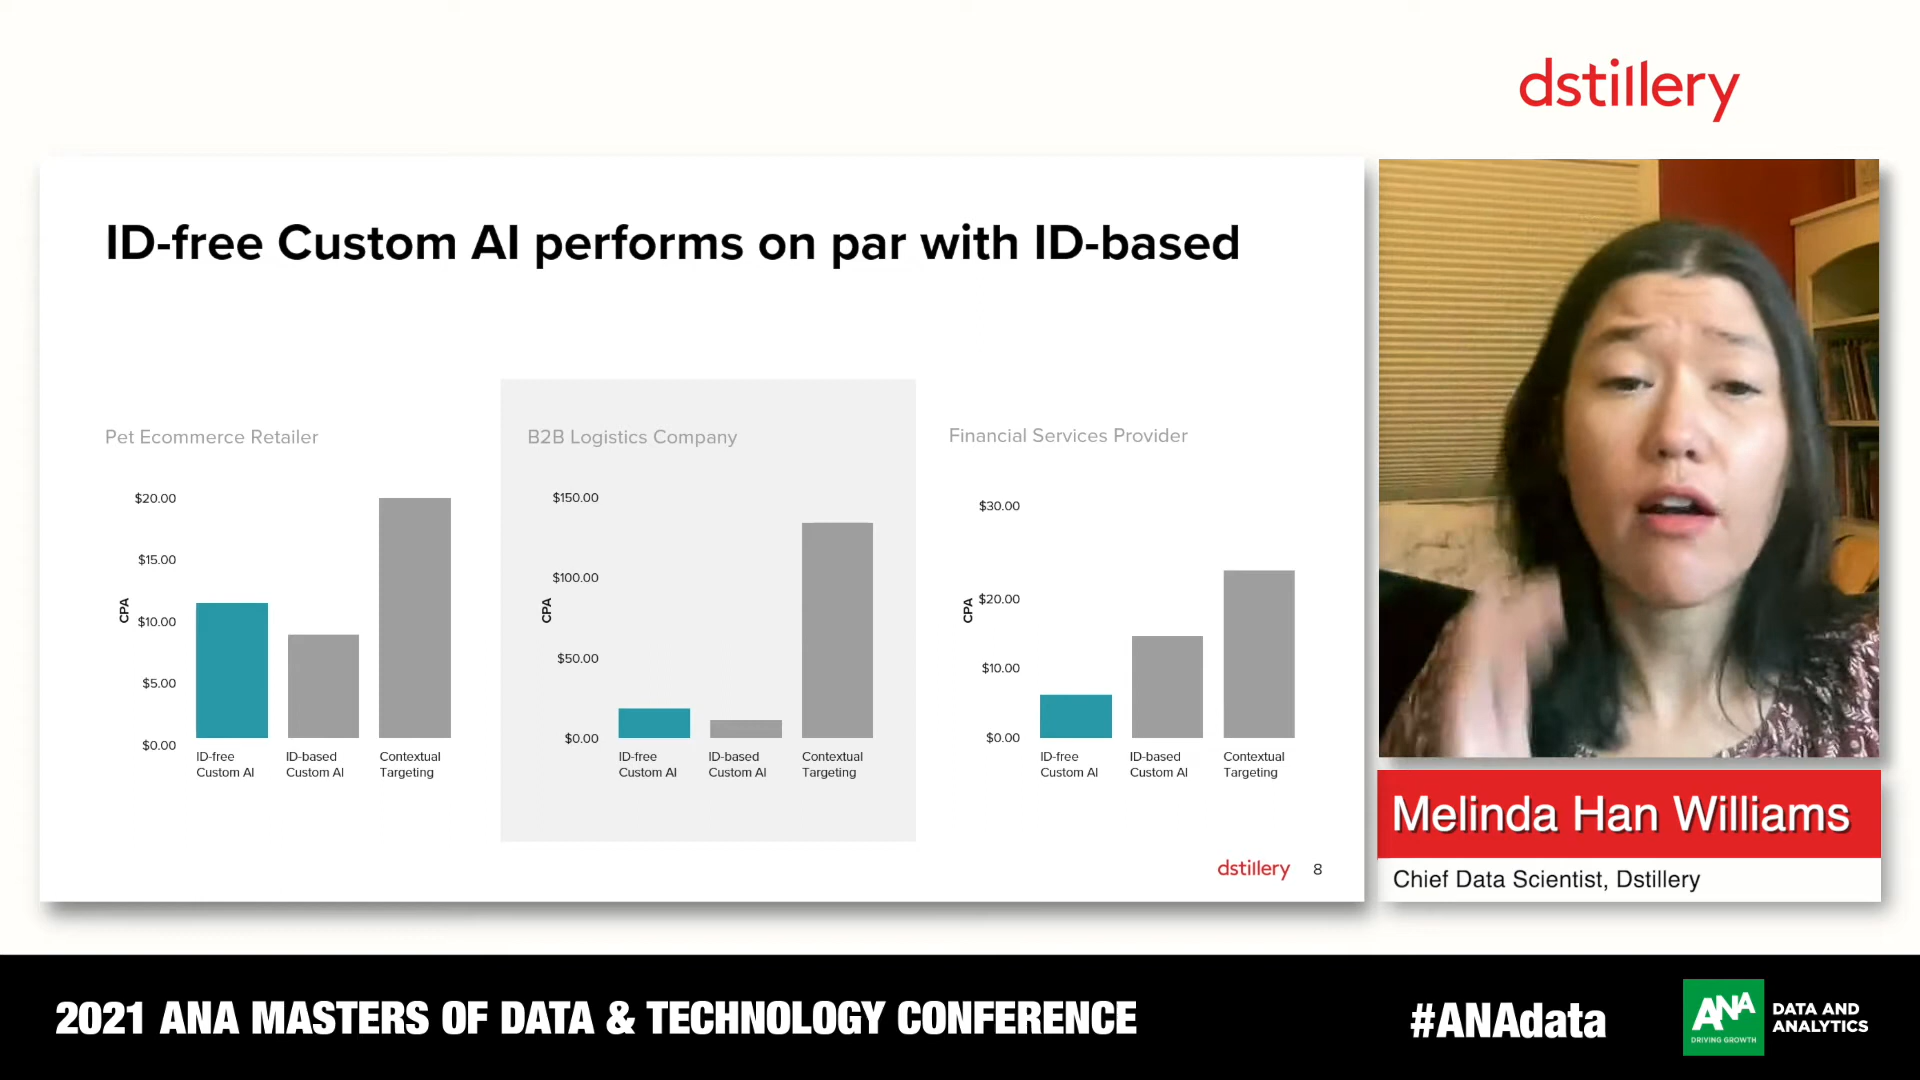 dstillery
ID-free Custom AI performs on par with ID-based
Pet Ecommerce Retailer
$20.00
$15.00
$10.00
$5.00
$0.00
CPA
ID-free
Custom AI
ID-based
Custom AI
Contextual
Targeting
B2B Logistics Company
$150.00
$100.00
$50.00
$0.00
CPA
ID-free
Custom AI
ID-based
Custom AI
Contextual
Targeting
Financial Services Provider
$30.00
$20.00
$10.00
$0.00
CPA
ID-free
Custom AI
ID-based
Custom AI
Contextual
Targeting
dstillery 8
Melinda Han Williams
Chief Data Scientist, Dstillery
2021 ANA MASTERS OF DATA & TECHNOLOGY CONFERENCE
#ANAdata
ANA
DRIVING GROWTH
DATA AND
ANALYTICS